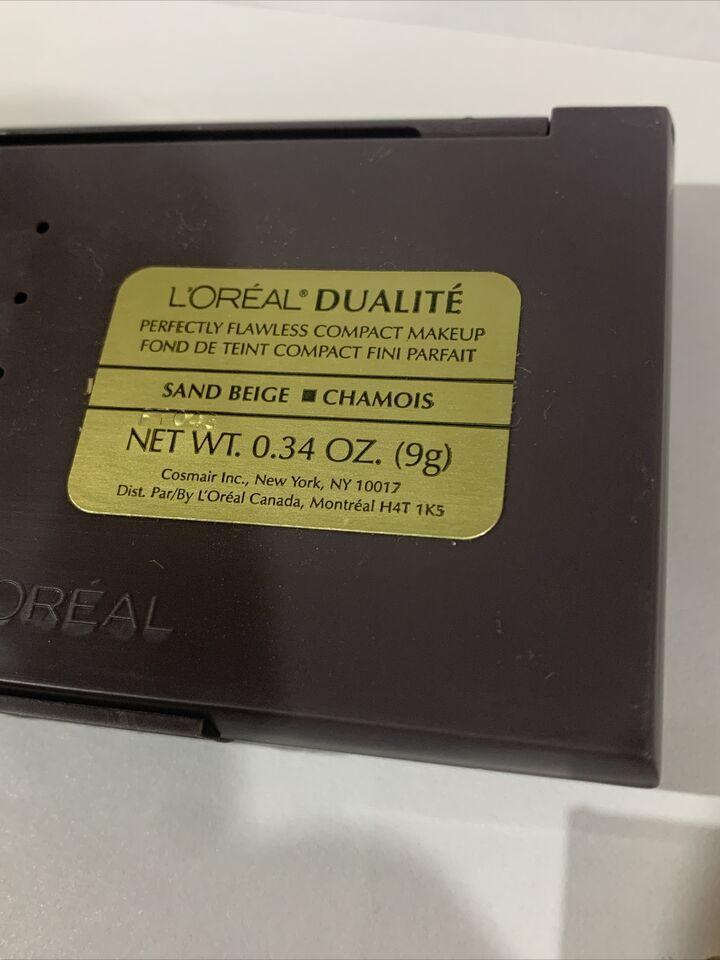 L'ORÉAL® DUALITÉ
PERFECTLY FLAWLESS COMPACT MAKEUP
FOND DE TEINT COMPACT FINI PARFAIT
SAND BEIGE ■ CHAMOIS
NET WT. 0.34 OZ. (9g)
Cosmair Inc., New York, NY 10017
Dist. Par/By L'Oréal Canada, Montréal H4T 1K5
ORÉAL